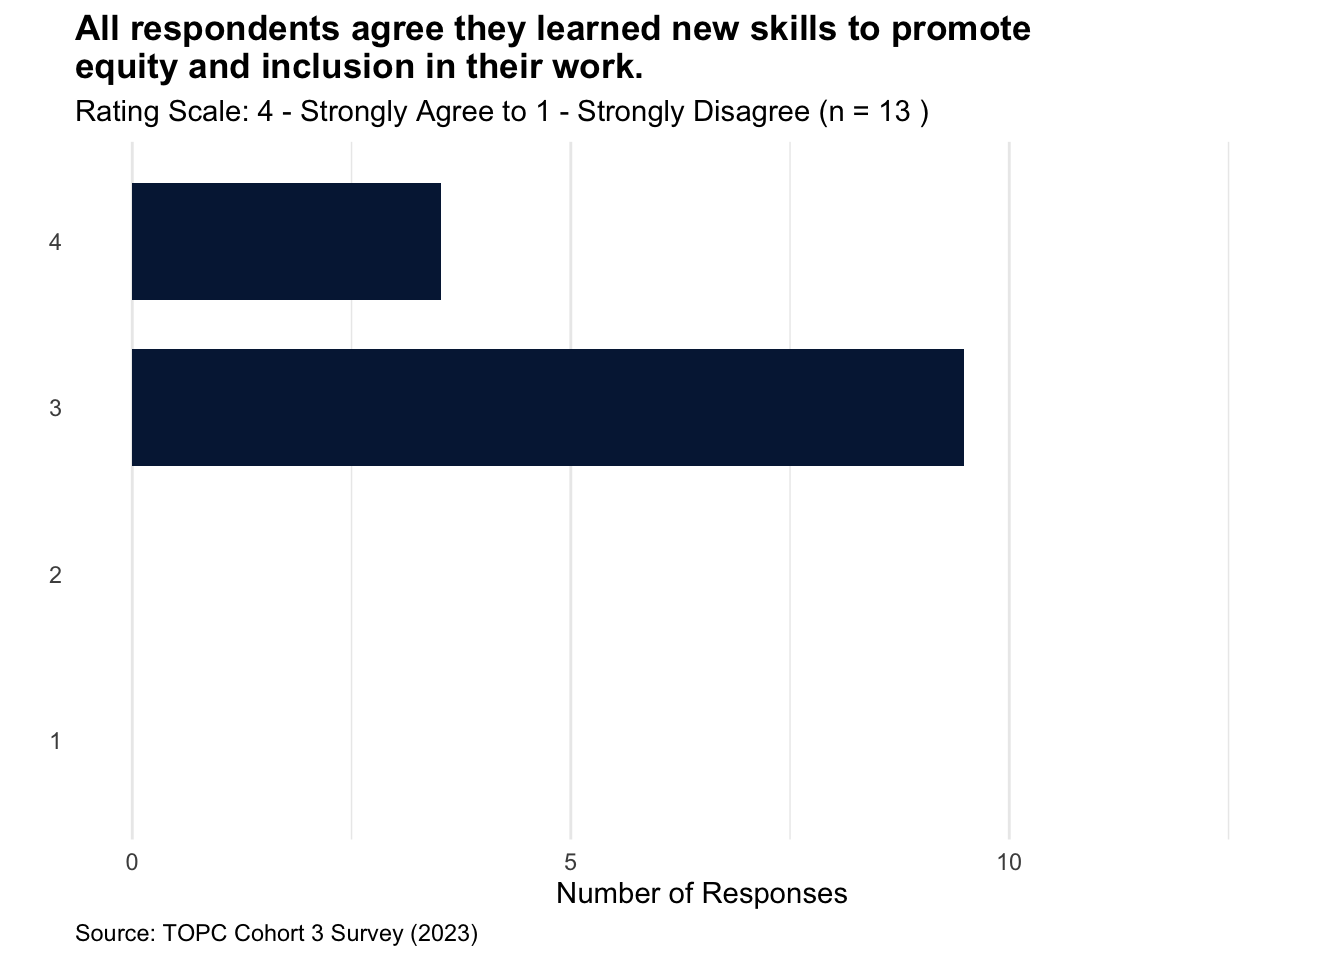 All respondents agree they learned new skills to promote
equity and inclusion in their work.
Rating Scale: 4 - Strongly Agree to 1 - Strongly Disagree (n = 13 )
4
3
2
1
0
5
10
Number of Responses
Source: TOPC Cohort 3 Survey (2023)